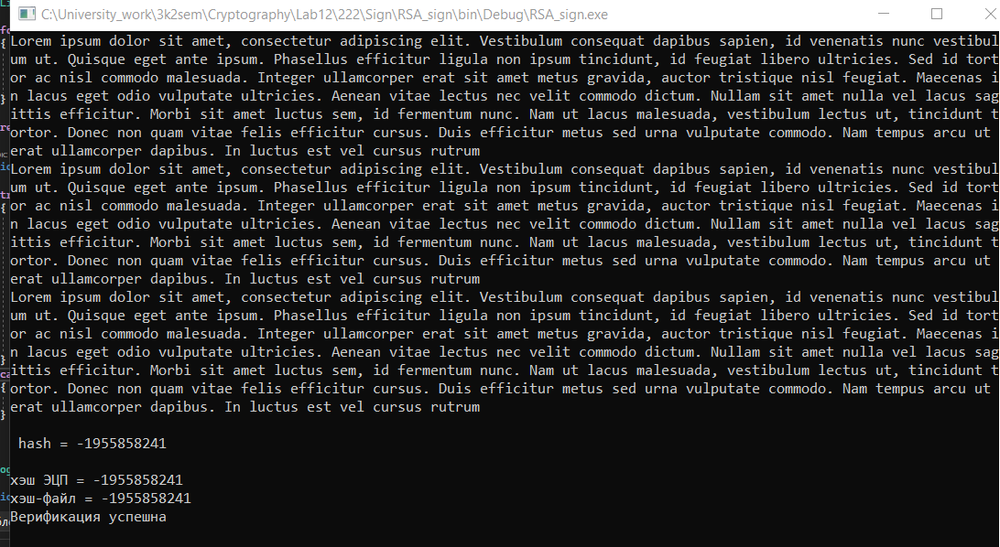 C:\University_work\3k2sem\Cryptography\Lab12\222\Sign\RSA_sign\bin\Debug\RSA_sign.exe
Lorem ipsum dolor sit amet, consectetur adipiscing elit. Vestibulum consequat dapibus sapien, id venenatis nunc vestibul
um ut. Quisque eget ante ipsum. Phasellus efficitur ligula non ipsum tincidunt, id feugiat libero ultricies. Sed id tort
or ac nisl commodo malesuada. Integer ullamcorper erat sit amet metus gravida, auctor tristique nisl feugiat. Maecenas i
n lacus eget odio vulputate ultricies. Aenean vitae lectus nec velit commodo dictum. Nullam sit amet nulla vel lacus sag
ittis efficitur. Morbi sit amet luctus sem, id fermentum nunc. Nam ut lacus malesuada, vestibulum lectus ut, tincidunt t
ortor. Donec non quam vitae felis efficitur cursus. Duis efficitur metus sed urna vulputate commodo. Nam tempus arcu ut
erat ullamcorper dapibus. In luctus est vel cursus rutrum
Lorem ipsum dolor sit amet, consectetur adipiscing elit. Vestibulum consequat dapibus sapien, id venenatis nunc vestibul
um ut. Quisque eget ante ipsum. Phasellus efficitur ligula non ipsum tincidunt, id feugiat libero ultricies. Sed id tort
or ac nisl commodo malesuada. Integer ullamcorper erat sit amet metus gravida, auctor tristique nisl feugiat. Maecenas i
n lacus eget odio vulputate ultricies. Aenean vitae lectus nec velit commodo dictum. Nullam sit amet nulla vel lacus sag
ittis efficitur. Morbi sit amet luctus sem, id fermentum nunc. Nam ut lacus malesuada, vestibulum lectus ut, tincidunt t
ortor. Donec non quam vitae felis efficitur cursus. Duis efficitur metus sed urna vulputate commodo. Nam tempus arcu ut
erat ullamcorper dapibus. In luctus est vel cursus rutrum
Lorem ipsum dolor sit amet, consectetur adipiscing elit. Vestibulum consequat dapibus sapien, id venenatis nunc vestibul
um ut. Quisque eget ante ipsum. Phasellus efficitur ligula non ipsum tincidunt, id feugiat libero ultricies. Sed id tort
or ac nisl commodo malesuada. Integer ullamcorper erat sit amet metus gravida, auctor tristique nisl feugiat. Maecenas i
n lacus eget odio vulputate ultricies. Aenean vitae lectus nec velit commodo dictum. Nullam sit amet nulla vel lacus sag
ittis efficitur. Morbi sit amet luctus sem, id fermentum nunc. Nam ut lacus malesuada, vestibulum lectus ut, tincidunt t
ortor. Donec non quam vitae felis efficitur cursus. Duis efficitur metus sed urna vulputate commodo. Nam tempus arcu ut
erat ullamcorper dapibus. In luctus est vel cursus rutrum
hash = -1955858241
хэш ЭЦП = -1955858241
хэш-файл = -1955858241
Верификация успешна